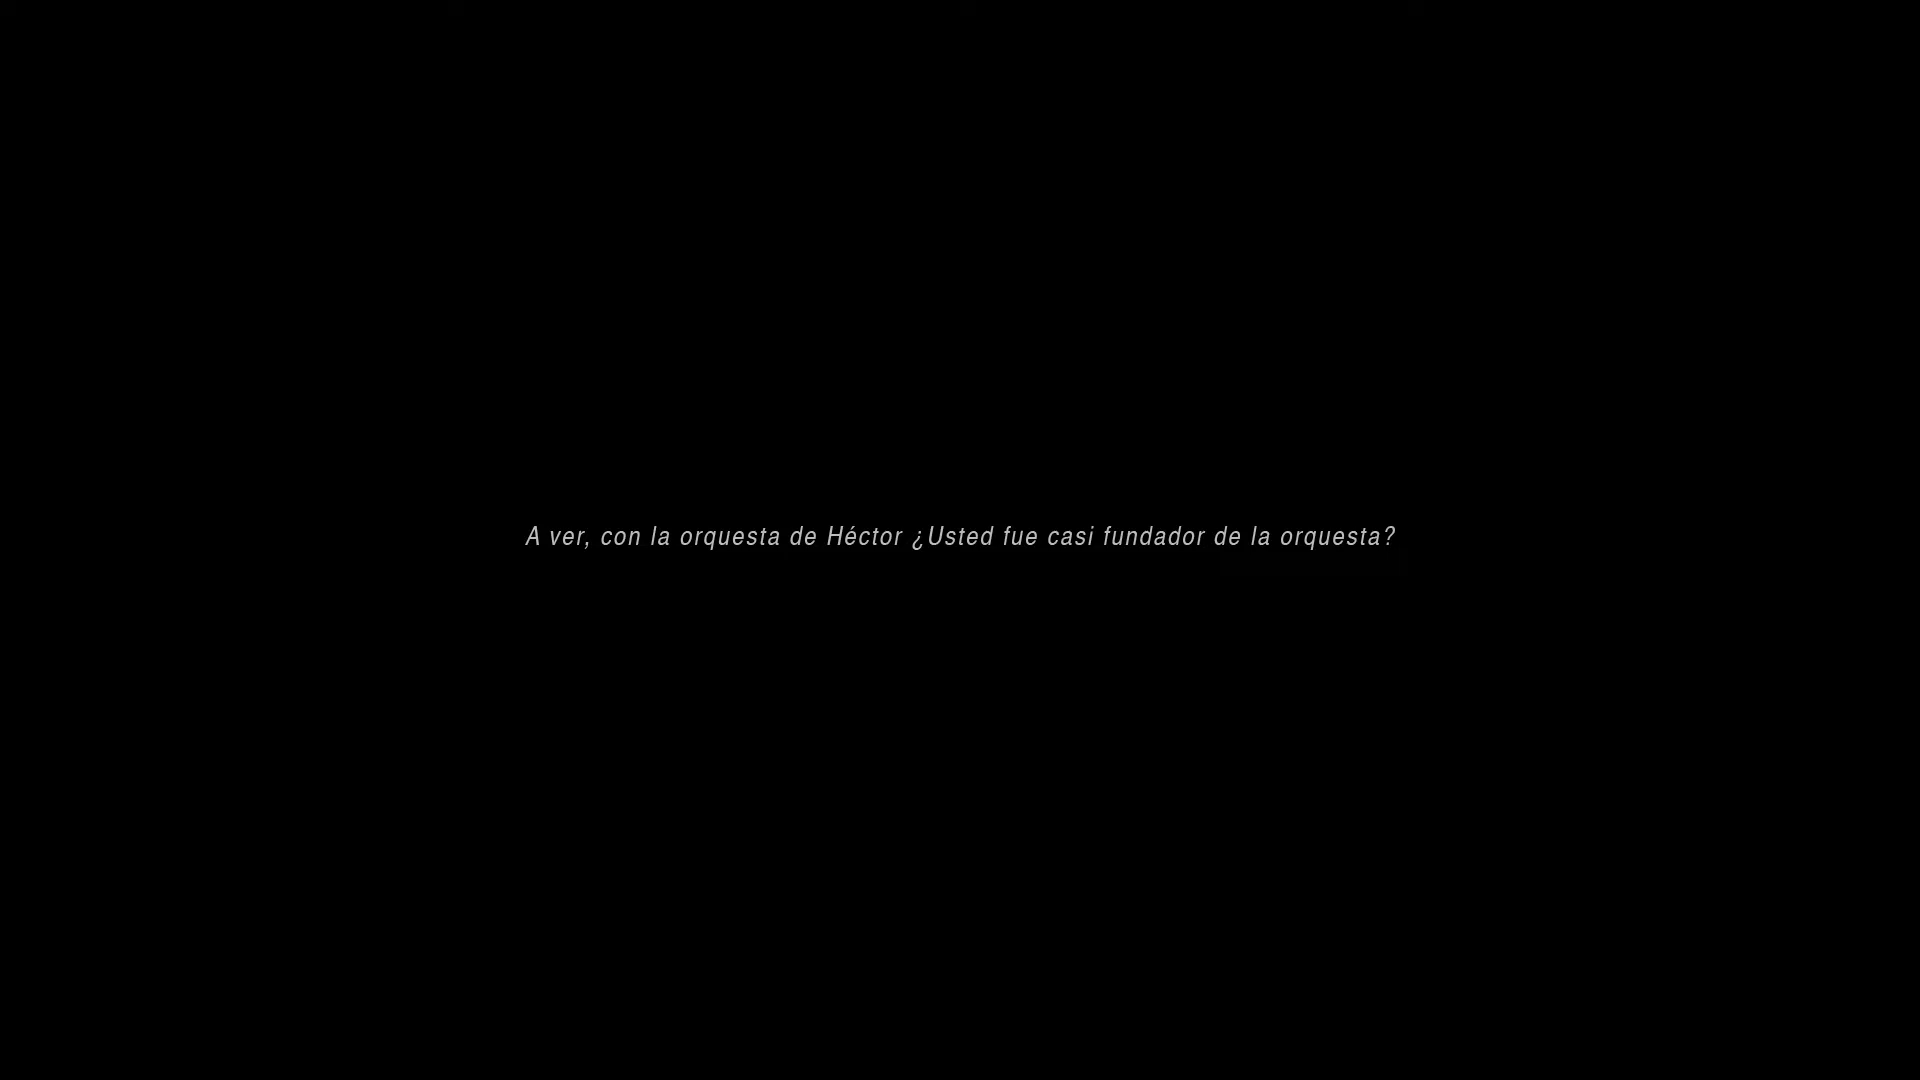 A ver, con la orquesta de Héctor ¿Usted fue casi fundador de la orquesta?